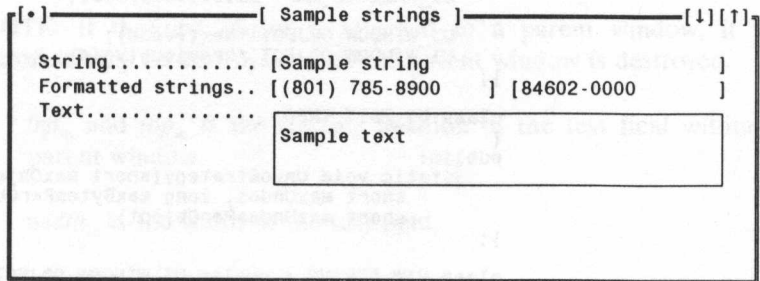 [•] [ Sample strings ] [↓][↑]
String............... [Sample string ]
Formatted strings.. [(801) 785-8900 ] [84602-0000 ]
Text.................
Sample text